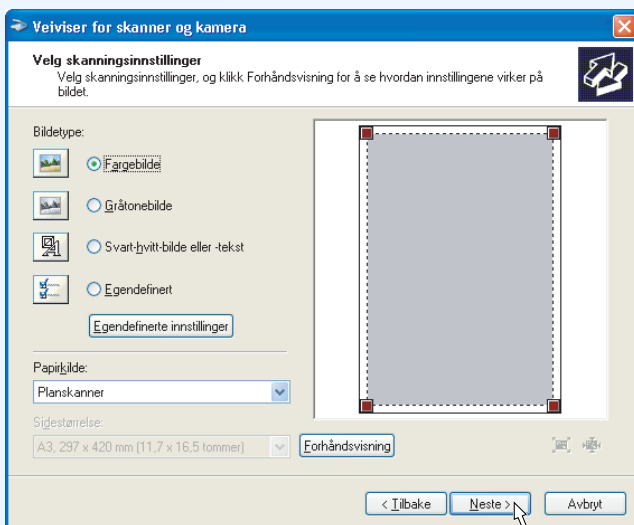 Veiviser for skanner og kamera
Velg skanningsinnstillinger
Velg skanningsinnstillinger, og klikk Forhåndsvisning for å se hvordan innstillingene virker på
bildet.
Bildetype:
Fargebilde
Gråtonebilde
Svart-hvitt-bilde eller -tekst
Egendefinert
Egendefinerte innstillinger
Papirkilde:
Planskanner
Sidestørrelse:
A3, 297 x 420 mm (11,7 x 16,5 tommer)
Forhåndsvisning
< Tilbake
Neste >
Avbryt